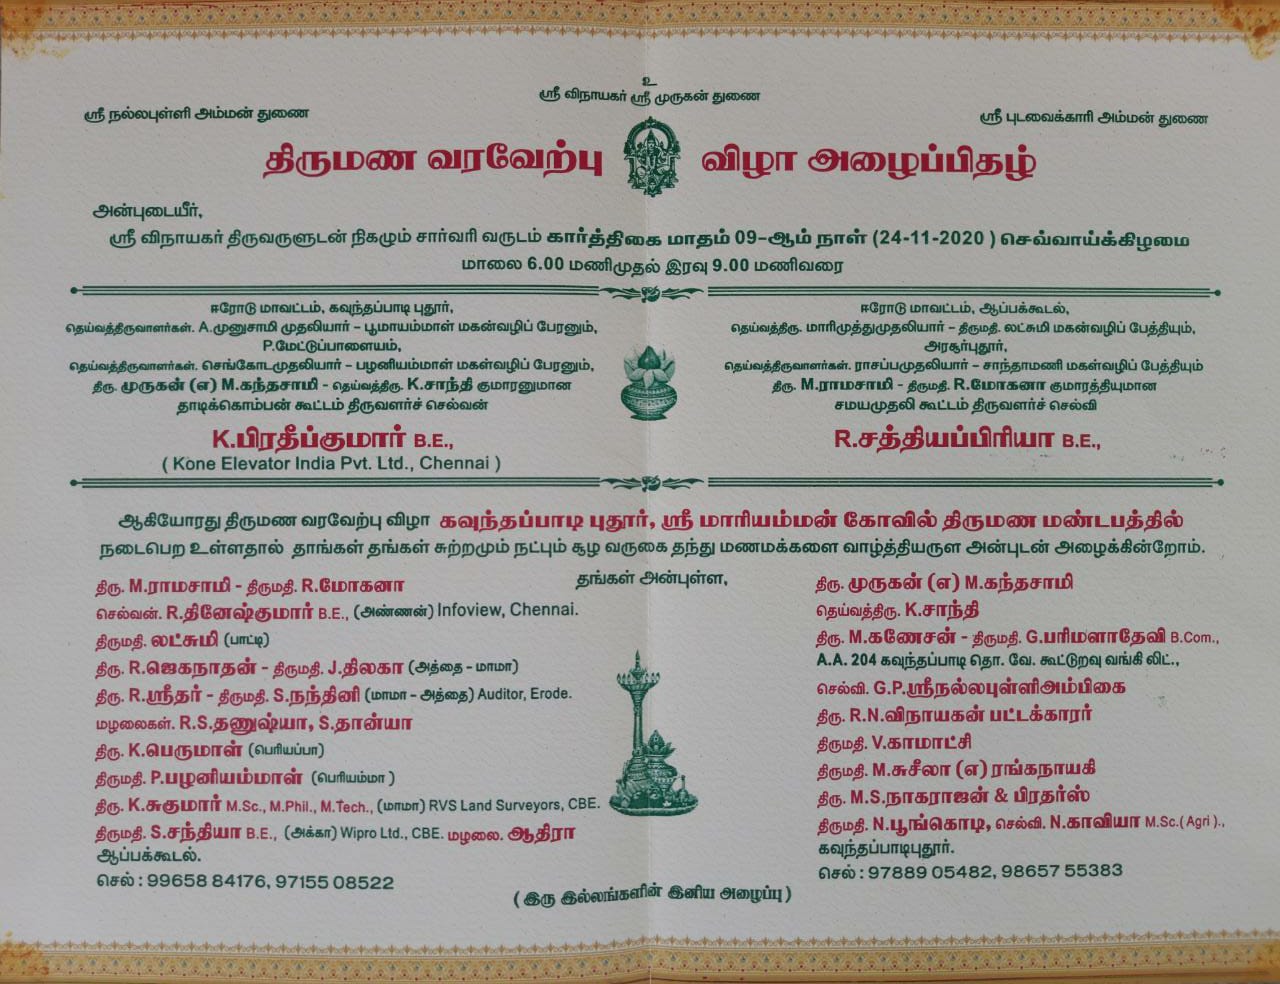 உ
ஸ்ரீ விநாயகர் ஸ்ரீ முருகன் துணை
ஸ்ரீ நல்லபுள்ளி அம்மன் துணை
ஸ்ரீ புடவைக்காரி அம்மன் துணை
திருமண வரவேற்பு விழா அழைப்பிதழ்
அன்புடையீர்,
ஸ்ரீ விநாயகர் திருவருளுடன் நிகழும் சார்வரி வருடம் கார்த்திகை மாதம் 09-ஆம் நாள் (24-11-2020 ) செவ்வாய்க்கிழமை
மாலை 6.00 மணிமுதல் இரவு 9.00 மணிவரை
ஈரோடு மாவட்டம், கவுந்தப்பாடி புதூர்,
தெய்வத்திருவாளர்கள். A.முனுசாமி முதலியார் - பூமாயம்மாள் மகன்வழிப் பேரனும்,
P.மேட்டுப்பாளையம்,
தெய்வத்திருவாளர்கள். செங்கோடமுதலியார் - பழனியம்மாள் மகள்வழிப் பேரனும்,
திரு. முருகன் (எ) M.கந்தசாமி - தெய்வத்திரு. K.சாந்தி குமாரனுமான
தாடிக்கொம்பன் கூட்டம் திருவளர்ச் செல்வன்
K.பிரதீப்குமார் B.E.,
( Kone Elevator India Pvt. Ltd., Chennai )
ஈரோடு மாவட்டம், ஆப்பக்கூடல்,
தெய்வத்திரு. மாரிமுத்துமுதலியார் - திருமதி. லட்சுமி மகன்வழிப் பேத்தியும்,
அரசூர்புதூர்,
தெய்வத்திருவாளர்கள். ராசப்பமுதலியார் - சாந்தாமணி மகள்வழிப் பேத்தியும்
திரு. M.ராமசாமி - திருமதி. R.மோகனா குமாரத்தியுமான
சமயமுதலி கூட்டம் திருவளர்ச் செல்வி
R.சத்தியப்பிரியா B.E.,
ஆகியோரது திருமண வரவேற்பு விழா கவுந்தப்பாடி புதூர், ஸ்ரீ மாரியம்மன் கோவில் திருமண மண்டபத்தில்
நடைபெற உள்ளதால் தாங்கள் தங்கள் சுற்றமும் நட்பும் சூழ வருகை தந்து மணமக்களை வாழ்த்தியருள அன்புடன் அழைக்கின்றோம்.
தங்கள் அன்புள்ள,
திரு. M.ராமசாமி - திருமதி. R.மோகனா
செல்வன். R.தினேஷ்குமார் B.E., (அண்ணன்) Infoview, Chennai.
திருமதி. லட்சுமி (பாட்டி)
திரு. R.ஜெகநாதன் - திருமதி. J.திலகா (அத்தை - மாமா)
திரு. R.ஸ்ரீதர் - திருமதி. S.நந்தினி (மாமா - அத்தை) Auditor, Erode.
மழலைகள். R.S.தணுஷ்யா, S.தான்யா
திரு. K.பெருமாள் (பெரியப்பா)
திருமதி. P.பழனியம்மாள் (பெரியம்மா )
திரு. K.சுகுமார் M.Sc., M.Phil., M.Tech., (மாமா) RVS Land Surveyors, CBE.
திருமதி. S.சந்தியா B.E., (அக்கா) Wipro Ltd., CBE. மழலை. ஆதிரா
ஆப்பக்கூடல்.
செல் : 99658 84176, 97155 08522
திரு. முருகன் (எ) M.கந்தசாமி
தெய்வத்திரு. K.சாந்தி
திரு. M.கணேசன் - திருமதி. G.பரிமளாதேவி B.Com.,
A.A. 204 கவுந்தப்பாடி தொ. வே. கூட்டுறவு வங்கி லிட்.,
செல்வி. G.P.ஸ்ரீநல்லபுள்ளிஅம்பிகை
திரு. R.N.விநாயகன் பட்டக்காரர்
திருமதி. V.காமாட்சி
திருமதி. M.சுசீலா (எ) ரங்கநாயகி
திரு. M.S.நாகராஜன் & பிரதர்ஸ்
திருமதி. N.பூங்கொடி, செல்வி. N.காவியா M.Sc.( Agri ).,
கவுந்தப்பாடிபுதூர்.
செல் : 97889 05482, 98657 55383
( இரு இல்லங்களின் இனிய அழைப்பு )